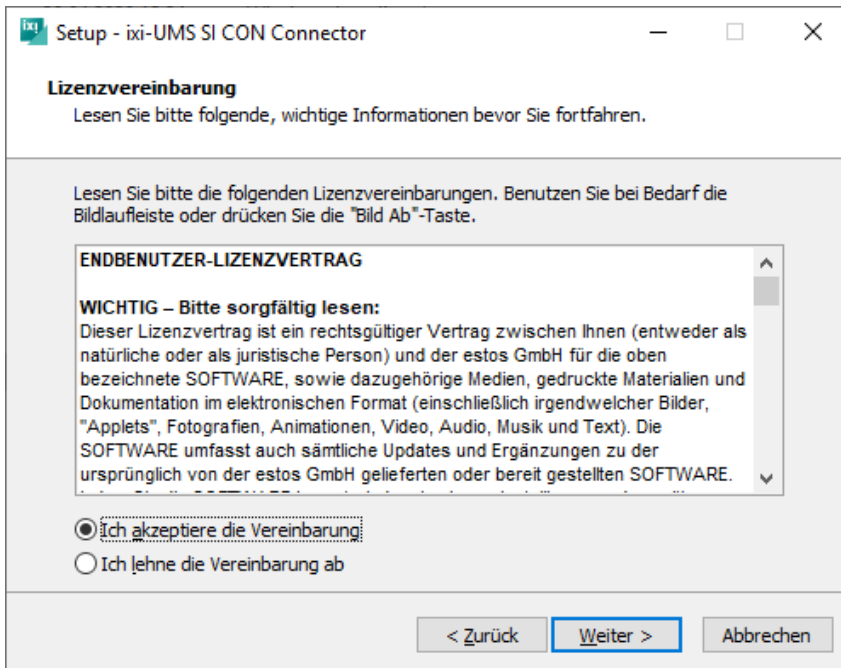 ixi
Setup - ixi-UMS SI CON Connector
Lizenzvereinbarung
Lesen Sie bitte folgende, wichtige Informationen bevor Sie fortfahren.
Lesen Sie bitte die folgenden Lizenzvereinbarungen. Benutzen Sie bei Bedarf die
Bildlaufleiste oder drücken Sie die "Bild Ab"-Taste.
ENDBENUTZER-LIZENZVERTRAG
WICHTIG – Bitte sorgfältig lesen:
Dieser Lizenzvertrag ist ein rechtsgültiger Vertrag zwischen Ihnen (entweder als
natürliche oder als juristische Person) und der estos GmbH für die oben
bezeichnete SOFTWARE, sowie dazugehörige Medien, gedruckte Materialien und
Dokumentation im elektronischen Format (einschließlich irgendwelcher Bilder,
"Applets", Fotografien, Animationen, Video, Audio, Musik und Text). Die
SOFTWARE umfasst auch sämtliche Updates und Ergänzungen zu der
ursprünglich von der estos GmbH gelieferten oder bereit gestellten SOFTWARE.
Ich akzeptiere die Vereinbarung
Ich lehne die Vereinbarung ab
< Zurück
Weiter >
Abbrechen